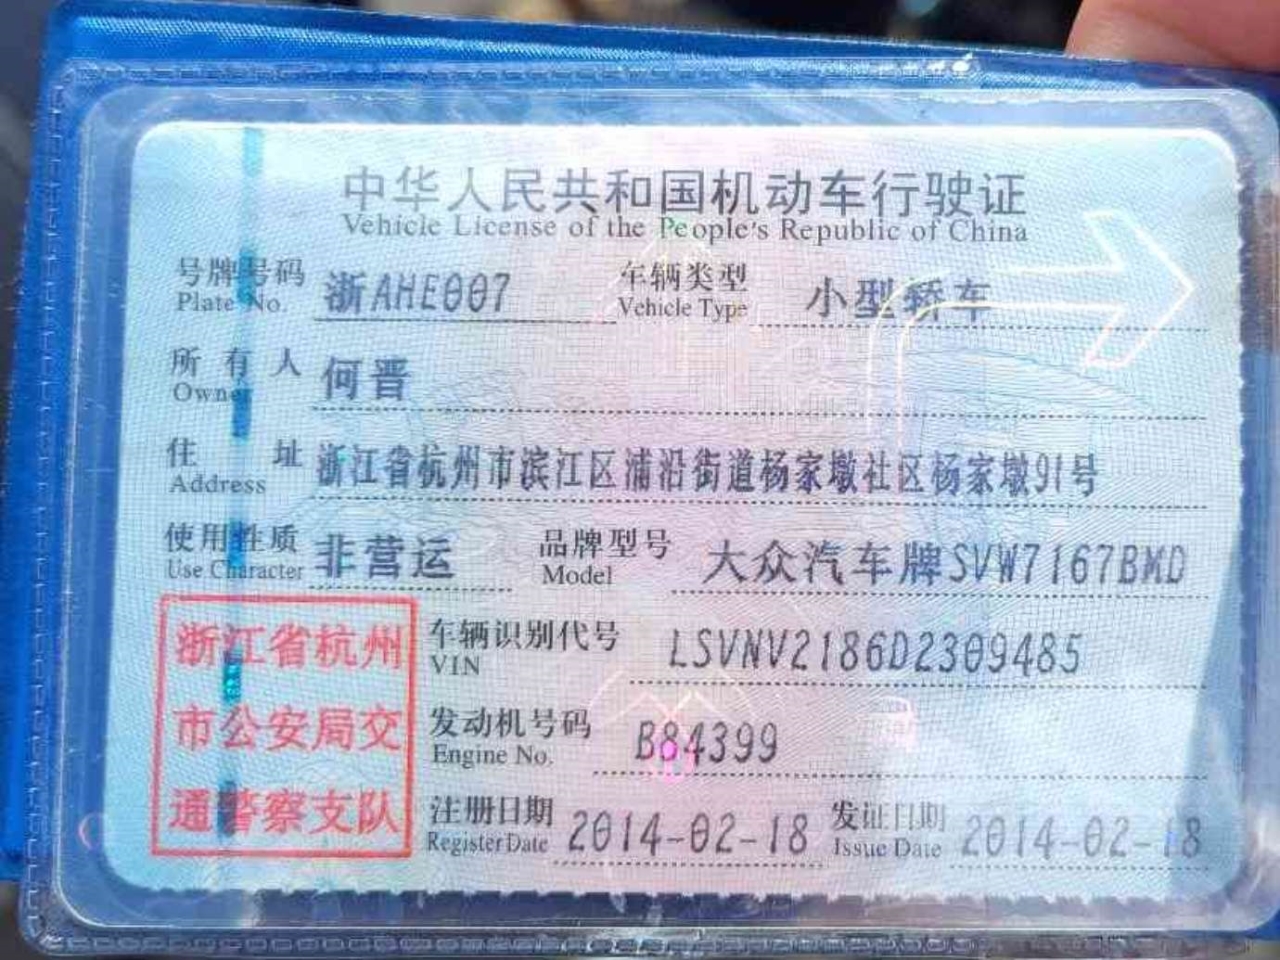 中华人民共和国机动车行驶证
Vehicle License of the People's Republic of China
号牌号码 浙AHE007 车辆类型 小型轿车
Plate No. Vehicle Type
所有人 何晋
Owner
住址 浙江省杭州市滨江区浦沿街道杨家墩社区杨家墩91号
Address
使用性质 非营运 品牌型号 大众汽车牌SVW7167BMD
Use Character Model
浙江省杭州
市公安局交
通警察支队
车辆识别代号 LSVNV2186D2309485
VIN
发动机号码 B84399
Engine No.
注册日期 2014-02-18 发证日期 2014-02-18
Register Date Issue Date